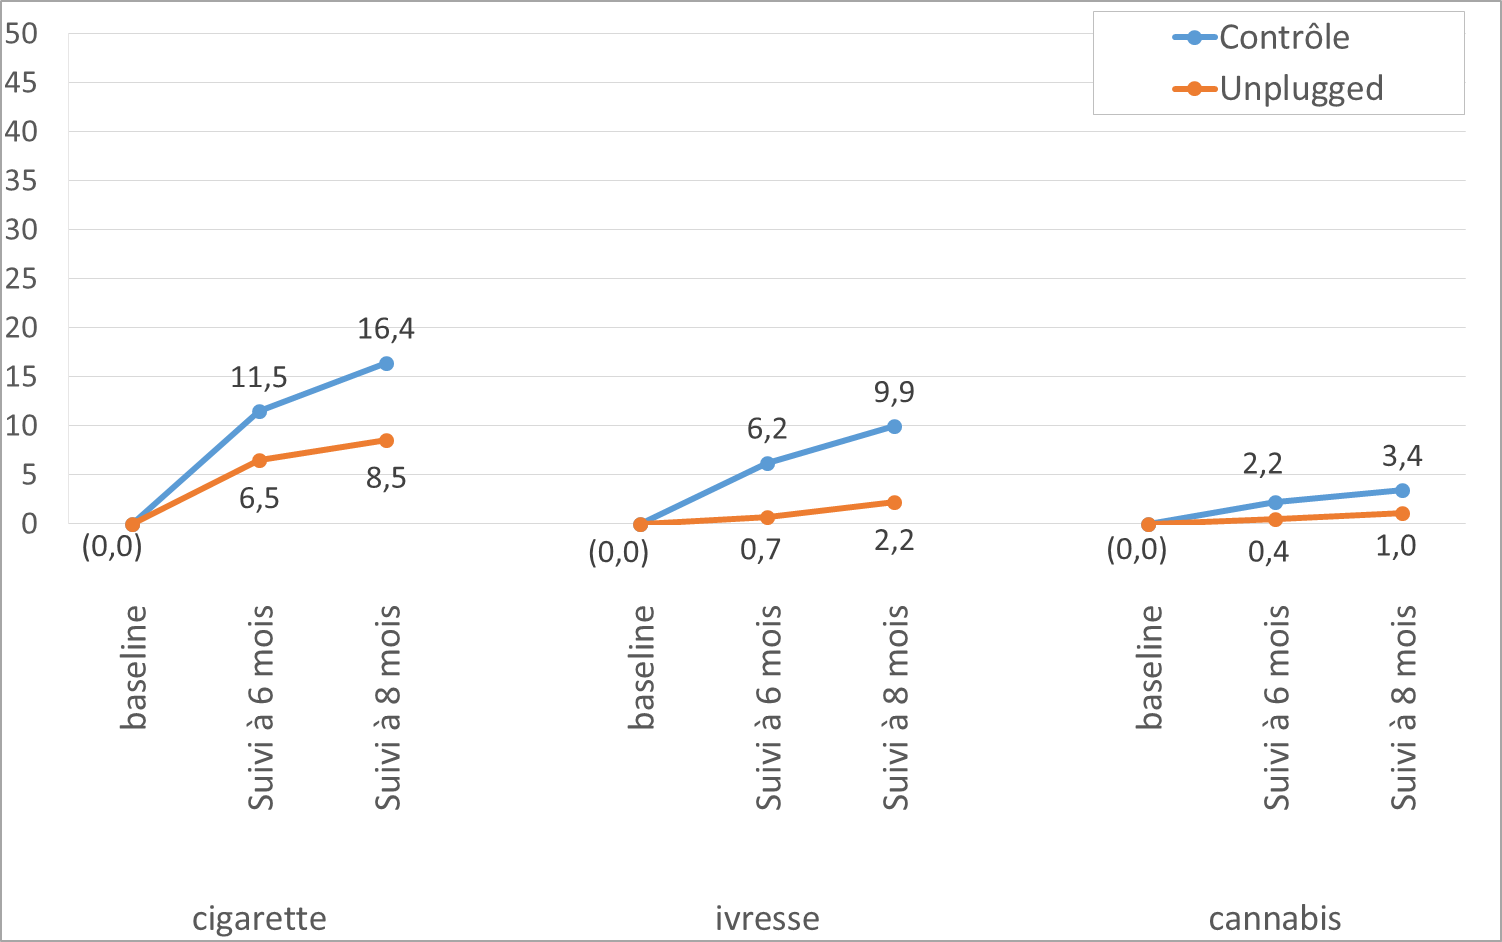 50
45
40
35
30
25
20
15
10
5
0
Contrôle
Unplugged
11,5
16,4
6,5
8,5
(0,0)
6,2
9,9
0,7
2,2
(0,0)
2,2
3,4
0,4
1,0
(0,0)
baseline
Suivi à 6 mois
Suivi à 8 mois
baseline
Suivi à 6 mois
Suivi à 8 mois
baseline
Suivi à 6 mois
Suivi à 8 mois
cigarette
ivresse
cannabis